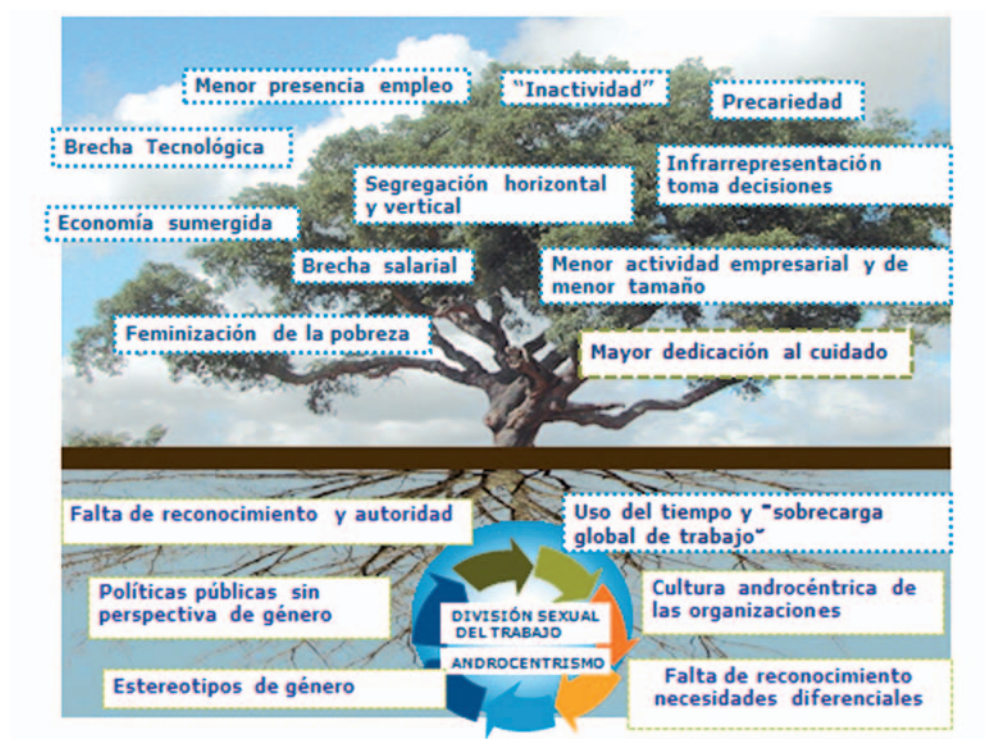 Menor presencia empleo
"Inactividad"
Precariedad
Brecha Tecnológica
Infrarrepresentación
toma decisiones
Segregación horizontal
y vertical
Economía sumergida
Brecha salarial
Menor actividad empresarial y de
menor tamaño
Feminización de la pobreza
Mayor dedicación al cuidado
Falta de reconocimiento y autoridad
Uso del tiempo y "sobrecarga
global de trabajo"
Políticas públicas sin
perspectiva de género
DIVISIÓN SEXUAL
DEL TRABAJO
ANDROCENTRISMO
Cultura androcéntrica de
las organizaciones
Estereotipos de género
Falta de reconocimiento
necesidades diferenciales